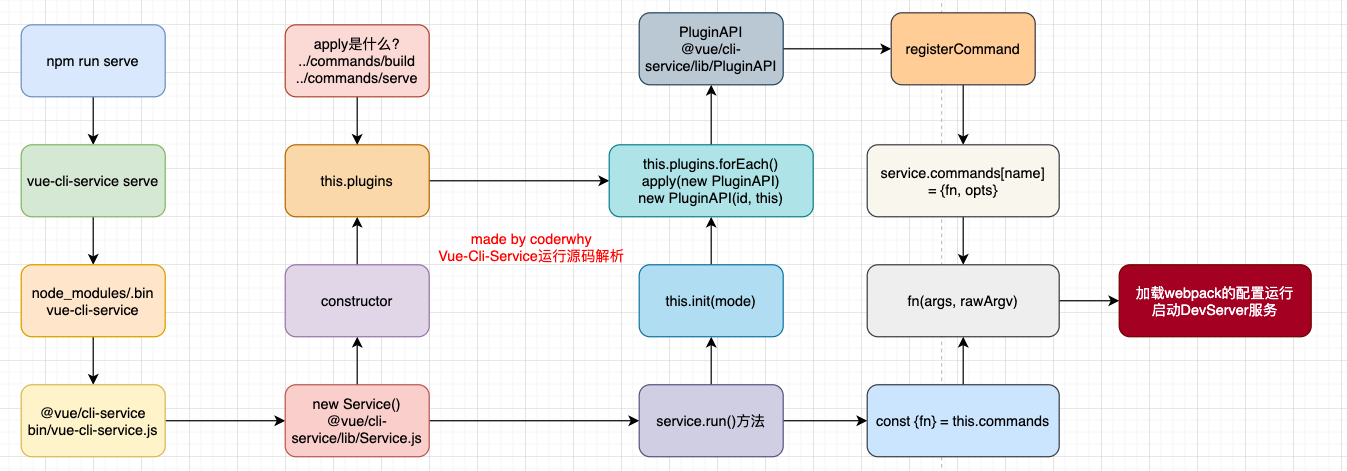 npm run serve
vue-cli-service serve
node_modules/.bin
vue-cli-service
@vue/cli-service
bin/vue-cli-service.js
apply是什么?
../commands/build
../commands/serve
this.plugins
constructor
new Service()
@vue/cli-
service/lib/Service.js
made by coderwhy
Vue-Cli-Service运行源码解析
PluginAPI
@vue/cli-
service/lib/PluginAPI
this.plugins.forEach()
apply(new PluginAPI)
new PluginAPI(id, this)
this.init(mode)
service.run()方法
registerCommand
service.commands[name]
= {fn, opts}
fn(args, rawArgv)
const {fn} = this.commands
加载webpack的配置运行
启动DevServer服务